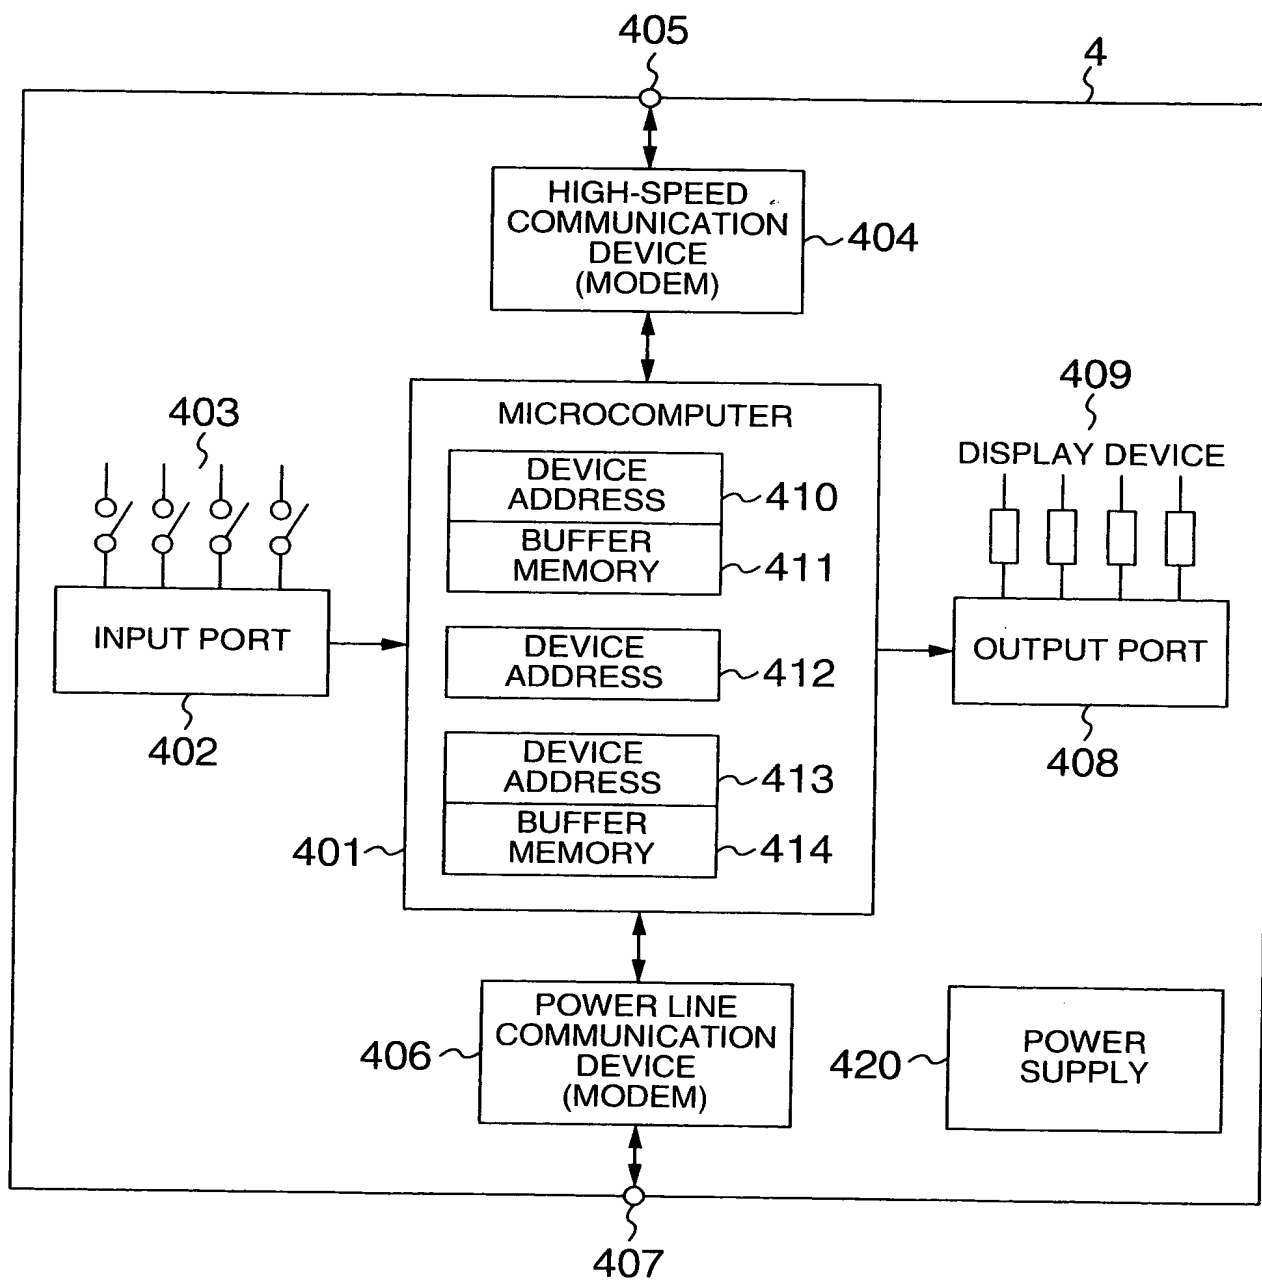 405
4
HIGH-SPEED
COMMUNICATION
DEVICE
(MODEM)
404
409
403
MICROCOMPUTER
DISPLAY DEVICE
DEVICE
ADDRESS
410
BUFFER
MEMORY
411
INPUT PORT
DEVICE
ADDRESS
412
OUTPUT PORT
402
408
DEVICE
ADDRESS
413
BUFFER
MEMORY
414
401
POWER LINE
COMMUNICATION
DEVICE
(MODEM)
406
420
POWER
SUPPLY
407